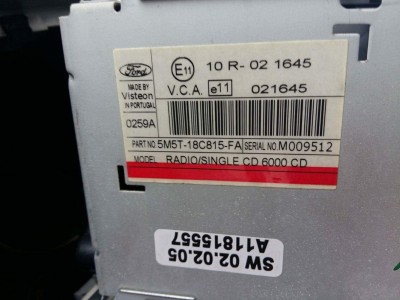 Ford
E11 10 R- 02 1645
MADE BY
Visteon
IN PORTUGAL
V.C.A. e11 021645
0259A
PART NO. 5M5T-18C815-FA SERIAL NO. M009512
MODEL RADIO/SINGLE CD 6000 CD
SW 02.02.05
A11815557